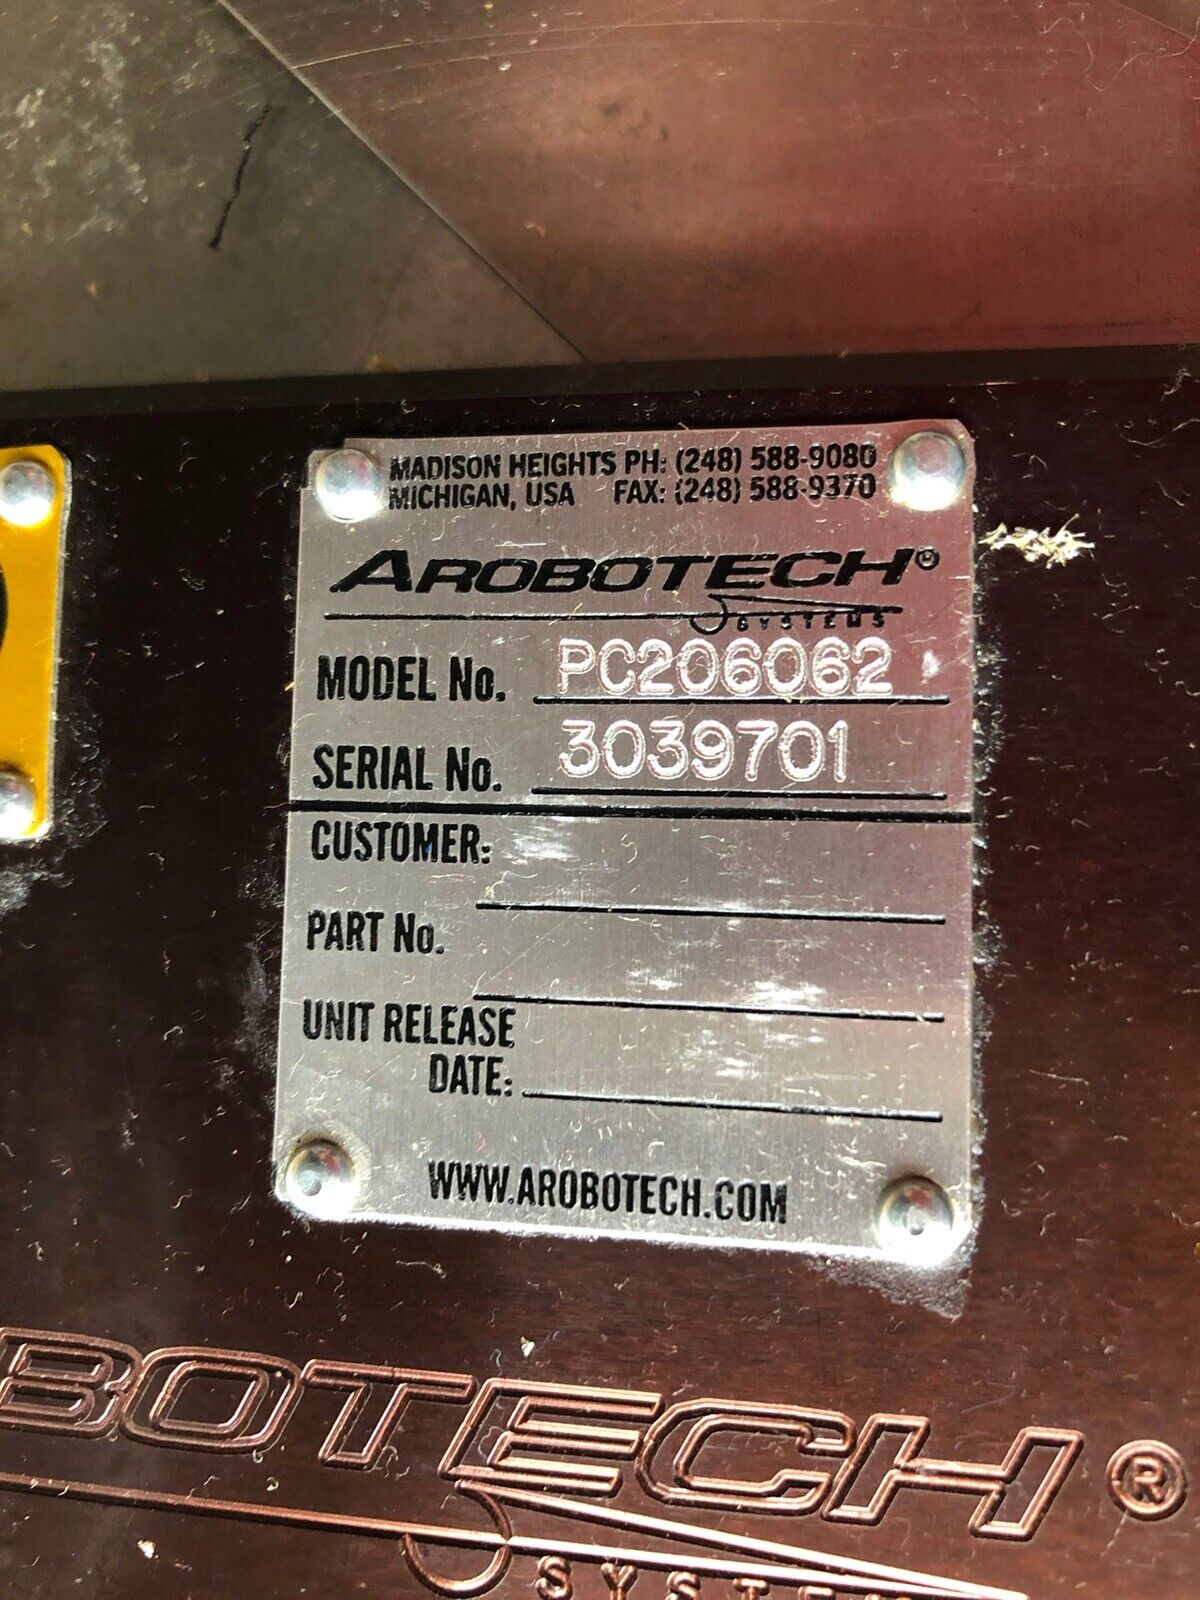 MADISON HEIGHTS PH: (248) 588-9080
MICHIGAN, USA FAX: (248) 588-9370
AROBOTECH®
SYSTEMS
MODEL No. PC206062
SERIAL No. 3039701
CUSTOMER:
PART No.
UNIT RELEASE
DATE:
WWW.AROBOTECH.COM
BOTECH®
SYSTEM